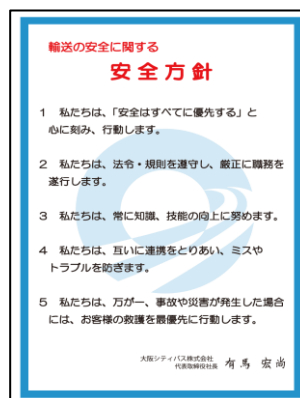 輸送の安全に関する
安全方針
1 私たちは、「安全はすべてに優先する」と
心に刻み、行動します。
2 私たちは、法令・規則を遵守し、厳正に職務を
遂行します。
3 私たちは、常に知識、技能の向上に努めます。
4 私たちは、互いに連携をとりあい、ミスや
トラブルを防ぎます。
5 私たちは、万が一、事故や災害が発生した場合
には、お客様の救護を最優先に行動します。
大阪シティバス株式会社
代表取締役社長 有馬 宏尚